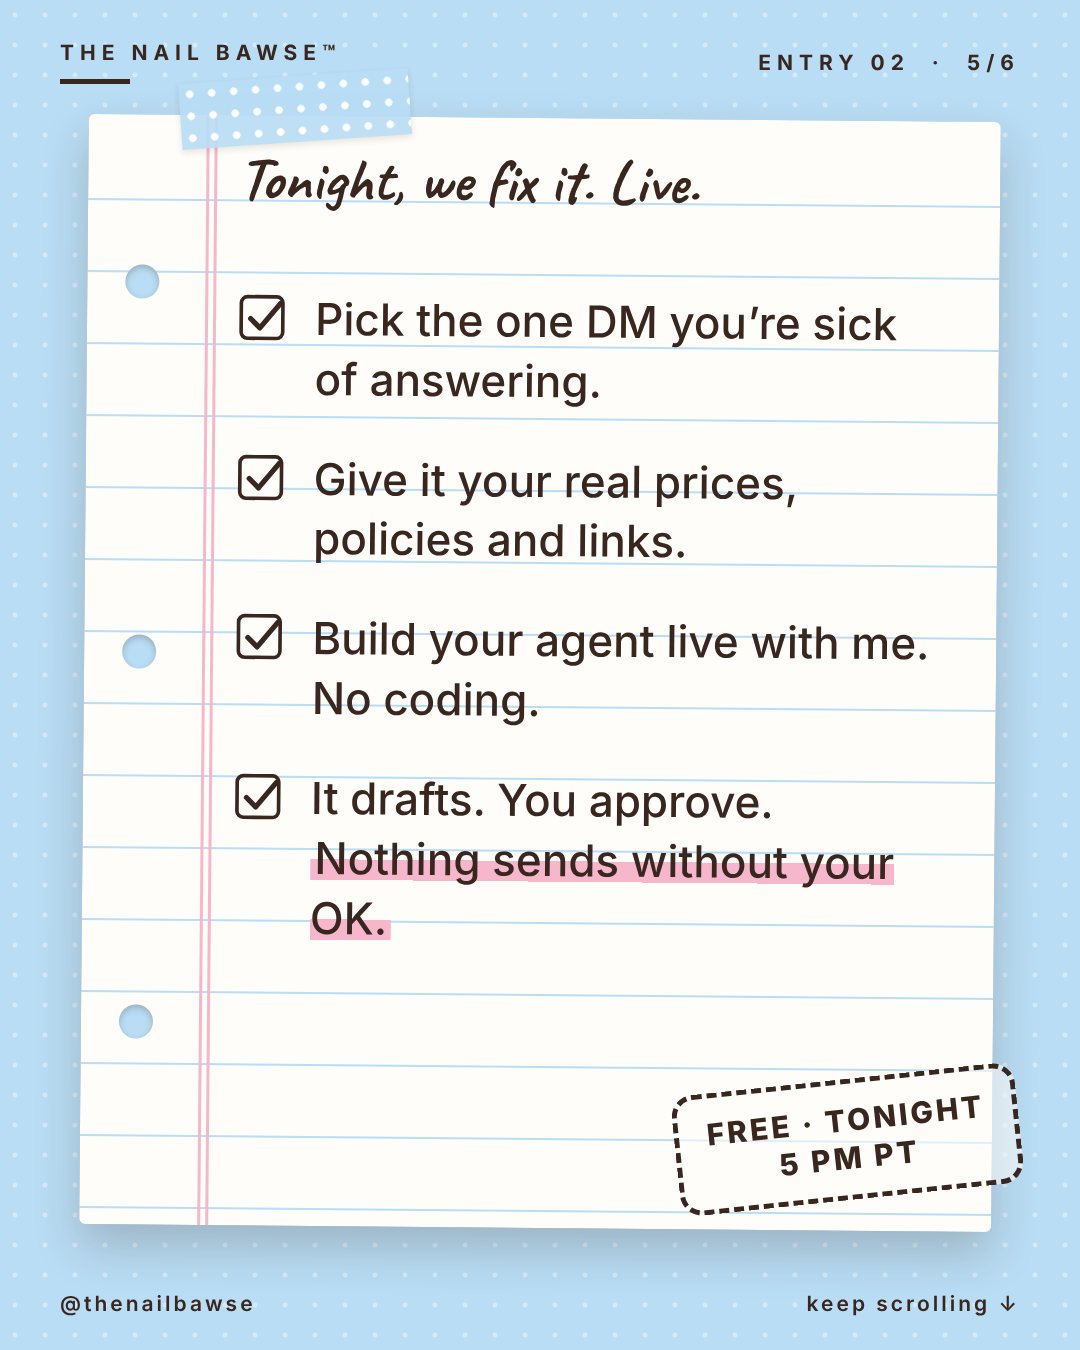 THE NAIL BAWSE™
ENTRY 02 · 5/6
Tonight, we fix it. Live.
Pick the one DM you’re sick
of answering.
Give it your real prices,
policies and links.
Build your agent live with me.
No coding.
It drafts. You approve.
Nothing sends without your
OK.
FREE · TONIGHT
5 PM PT
@thenailbawse
keep scrolling ↓